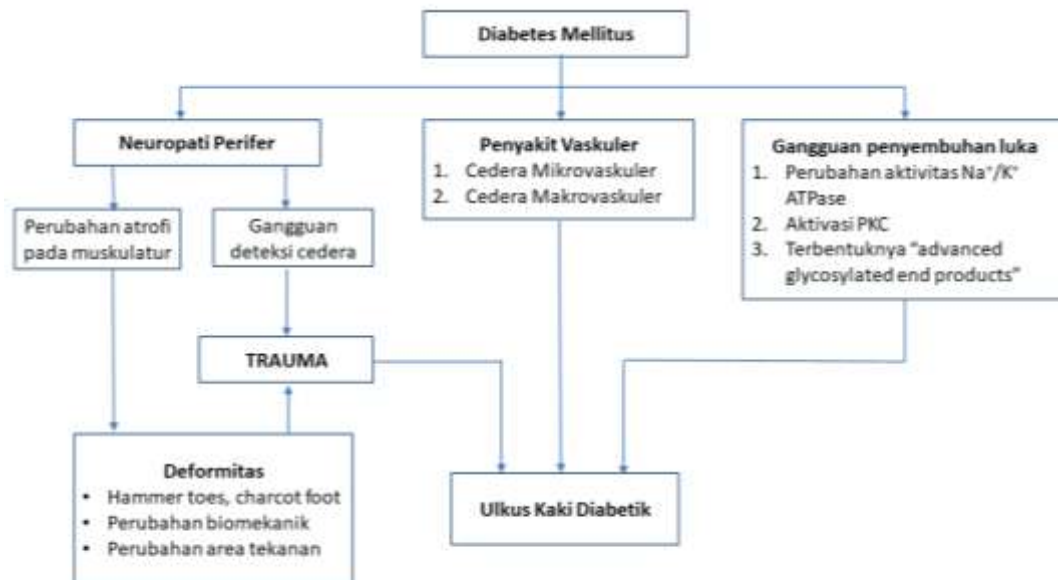 Diabetes Mellitus
Neuropati Perifer
Penyakit Vaskuler
1. Cedera Mikrovaskuler
2. Cedera Makrovaskuler
Gangguan penyembuhan luka
1. Perubahan aktivitas Na⁺/K⁺
ATPase
2. Aktivasi PKC
3. Terbentuknya “advanced
glycosylated end products”
Perubahan atrofi
pada muskulatur
Gangguan
deteksi cedera
TRAUMA
Deformitas
• Hammer toes, charcot foot
• Perubahan biomekanik
• Perubahan area tekanan
Ulkus Kaki Diabetik